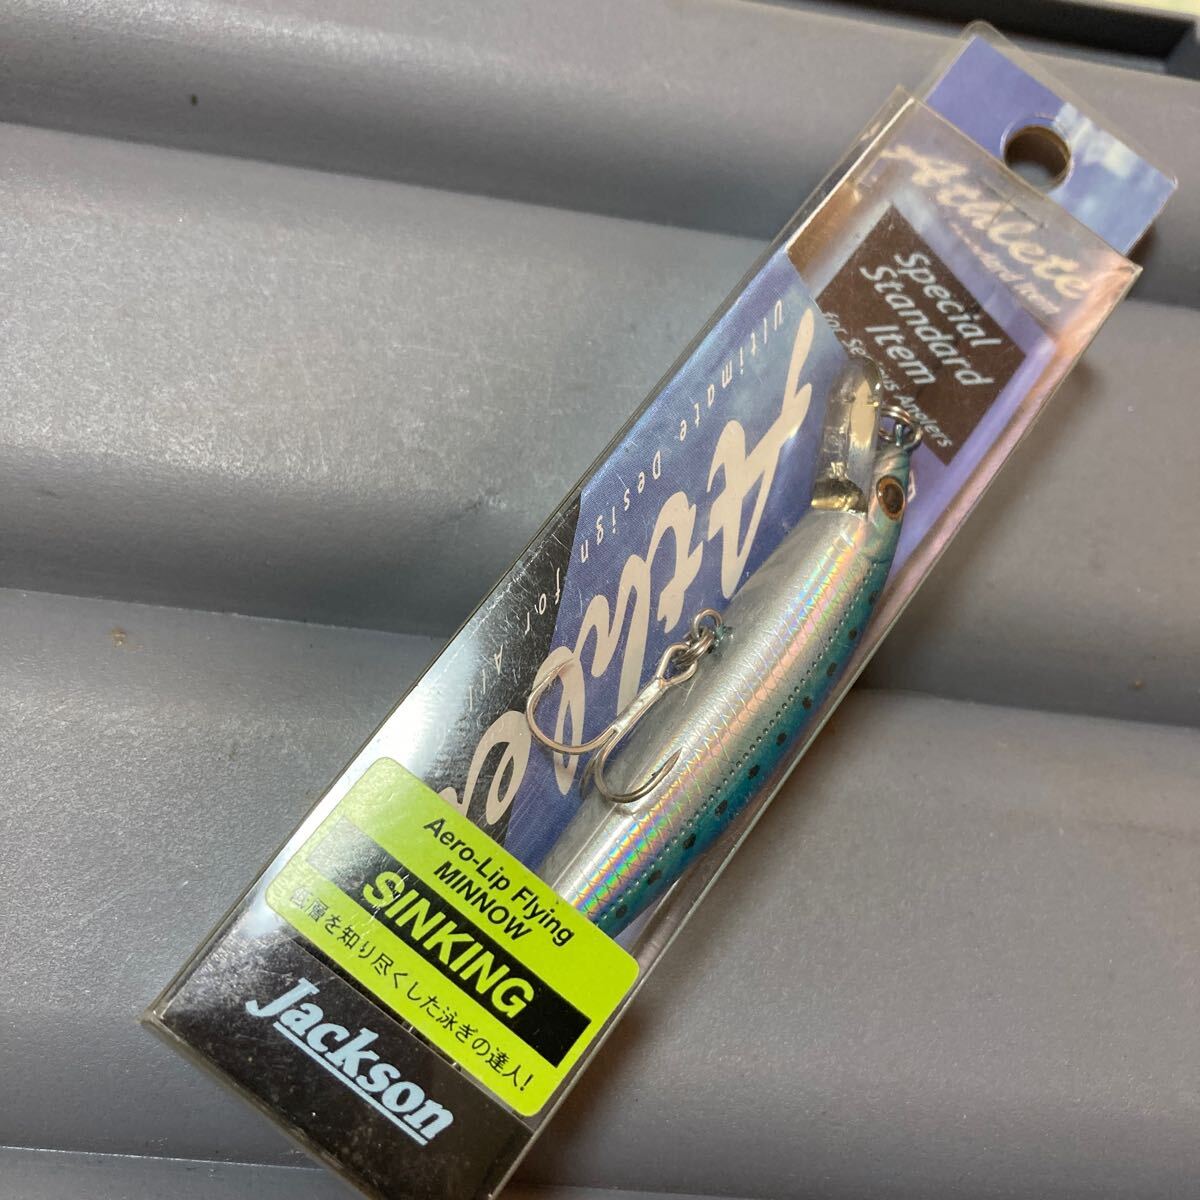 Athlete
Special
Standard
Item
for Serious Anglers
Ultimate Design for All
Athlete
Aero-Lip Flying
MINNOW
SINKING
低層を知り尽くした泳ぎの達人!
Jackson